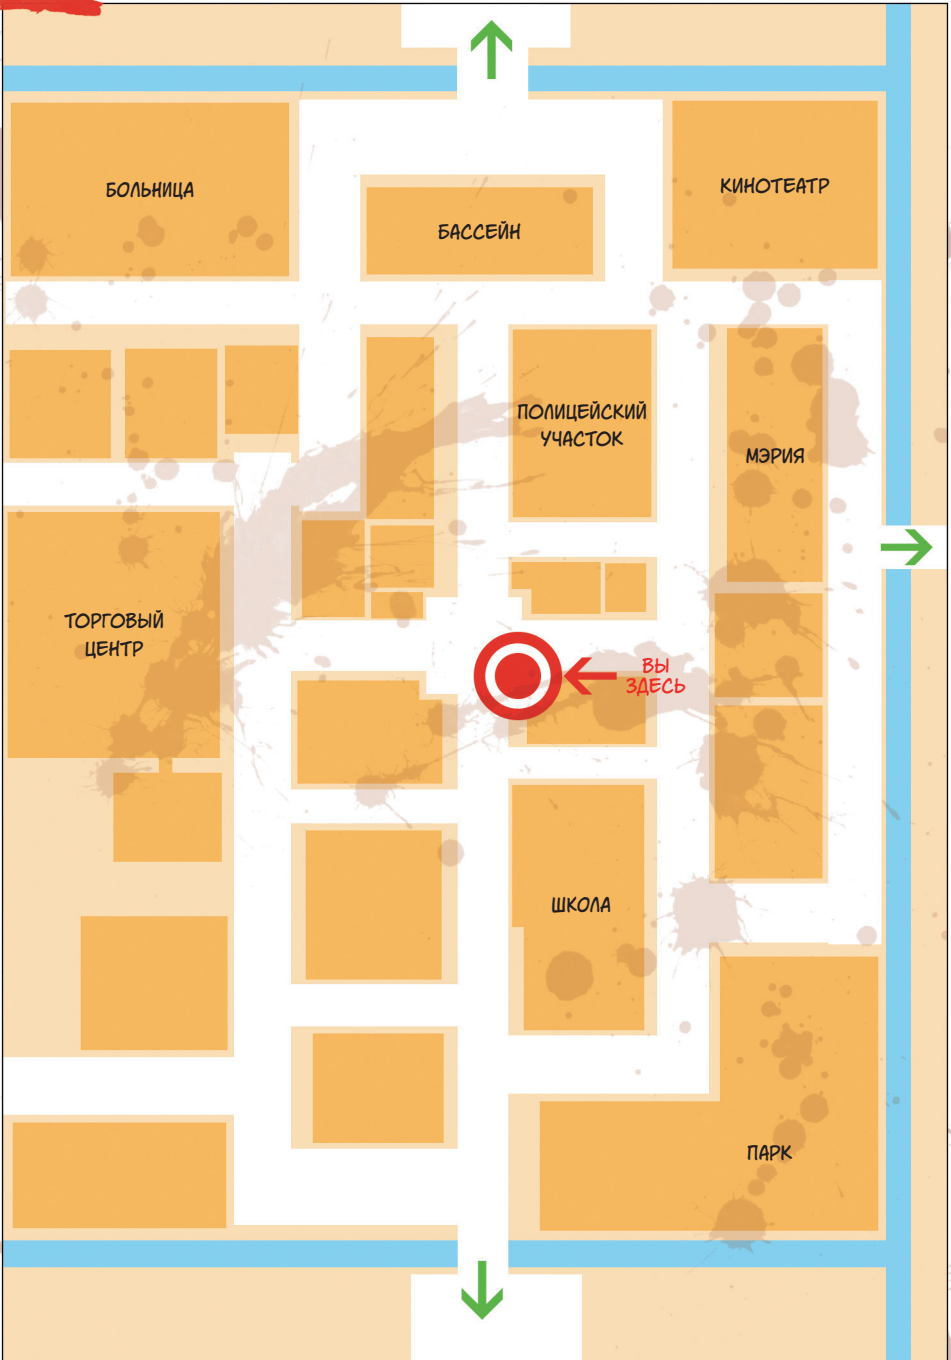 БОЛЬНИЦА
КИНОТЕАТР
БАССЕЙН
ПОЛИЦЕЙСКИЙ
УЧАСТОК
МЭРИЯ
ТОРГОВЫЙ
ЦЕНТР
ВЫ
ЗДЕСЬ
ШКОЛА
ПАРК